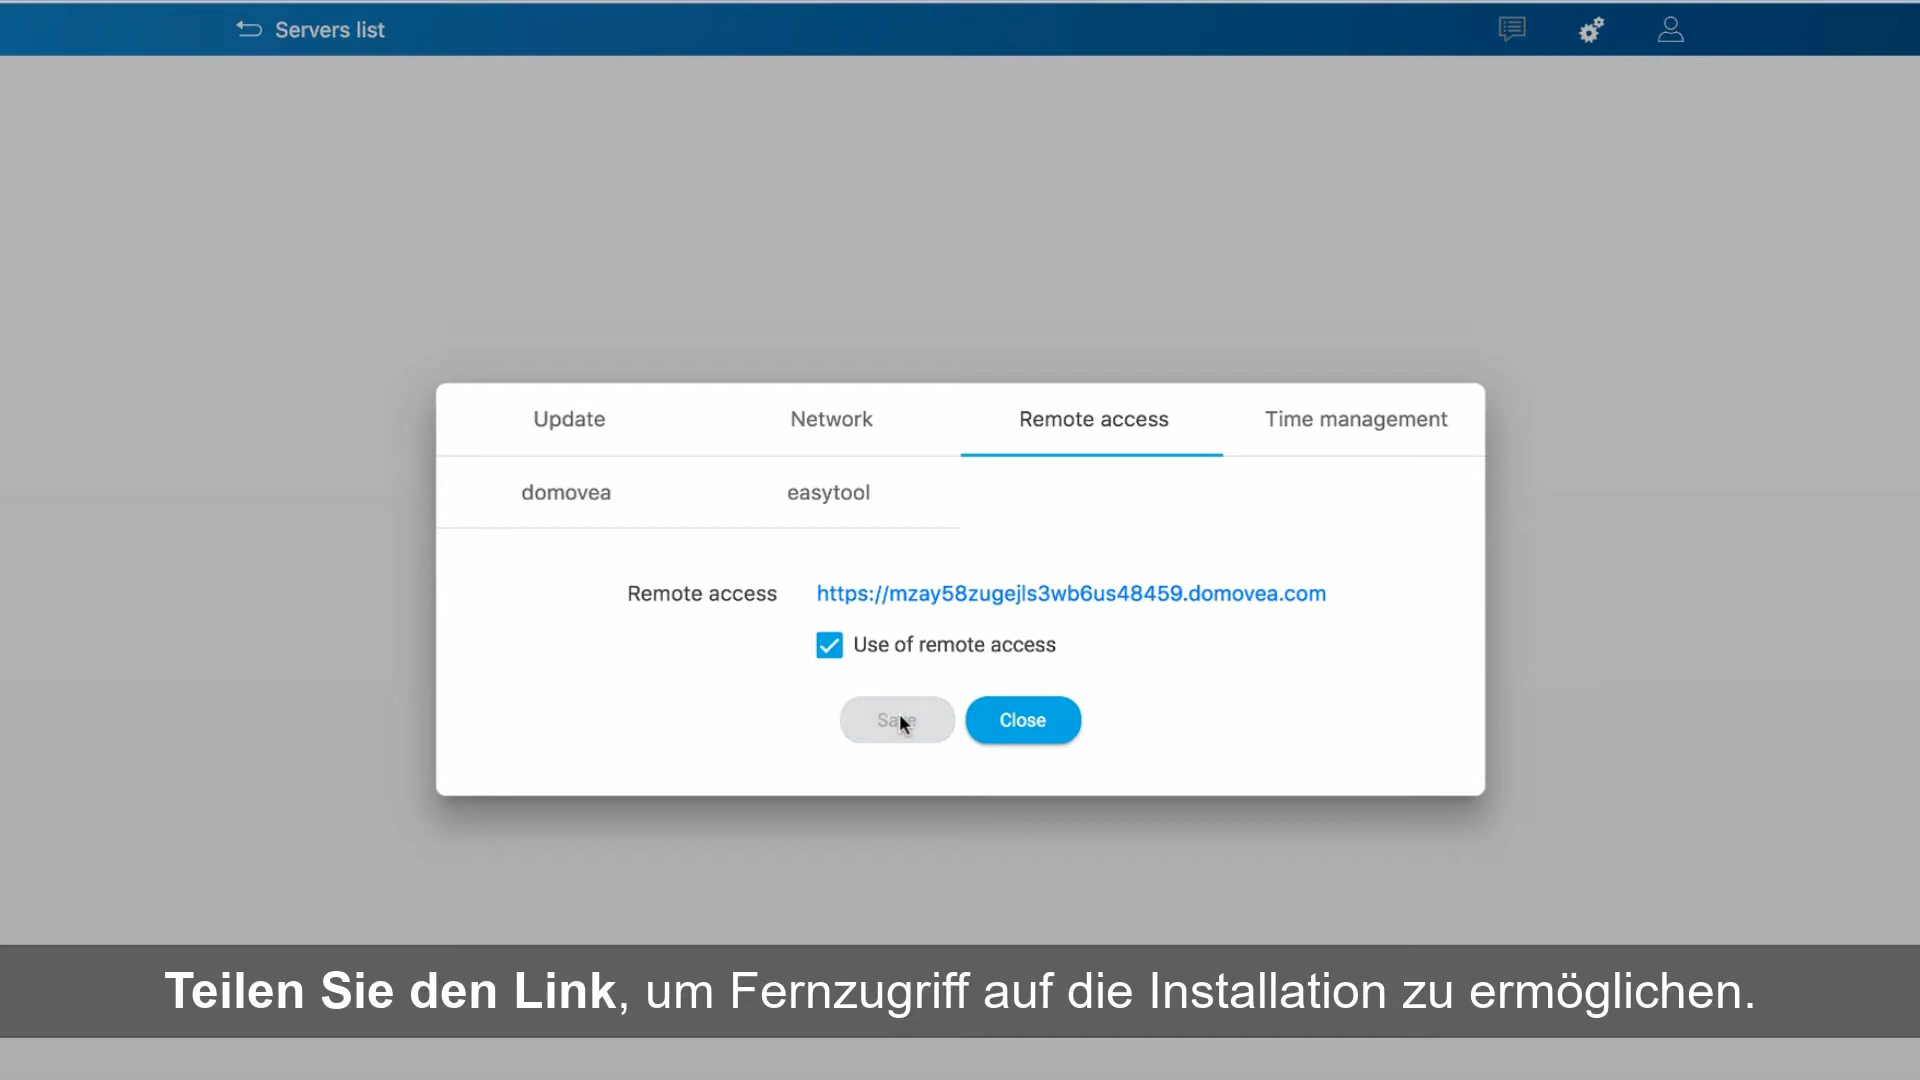 Servers list
Update Network Remote access Time management
domovea easytool
Remote access https://mzay58zugejls3wb6us48459.domovea.com
Use of remote access
Save Close
Teilen Sie den Link, um Fernzugriff auf die Installation zu ermöglichen.